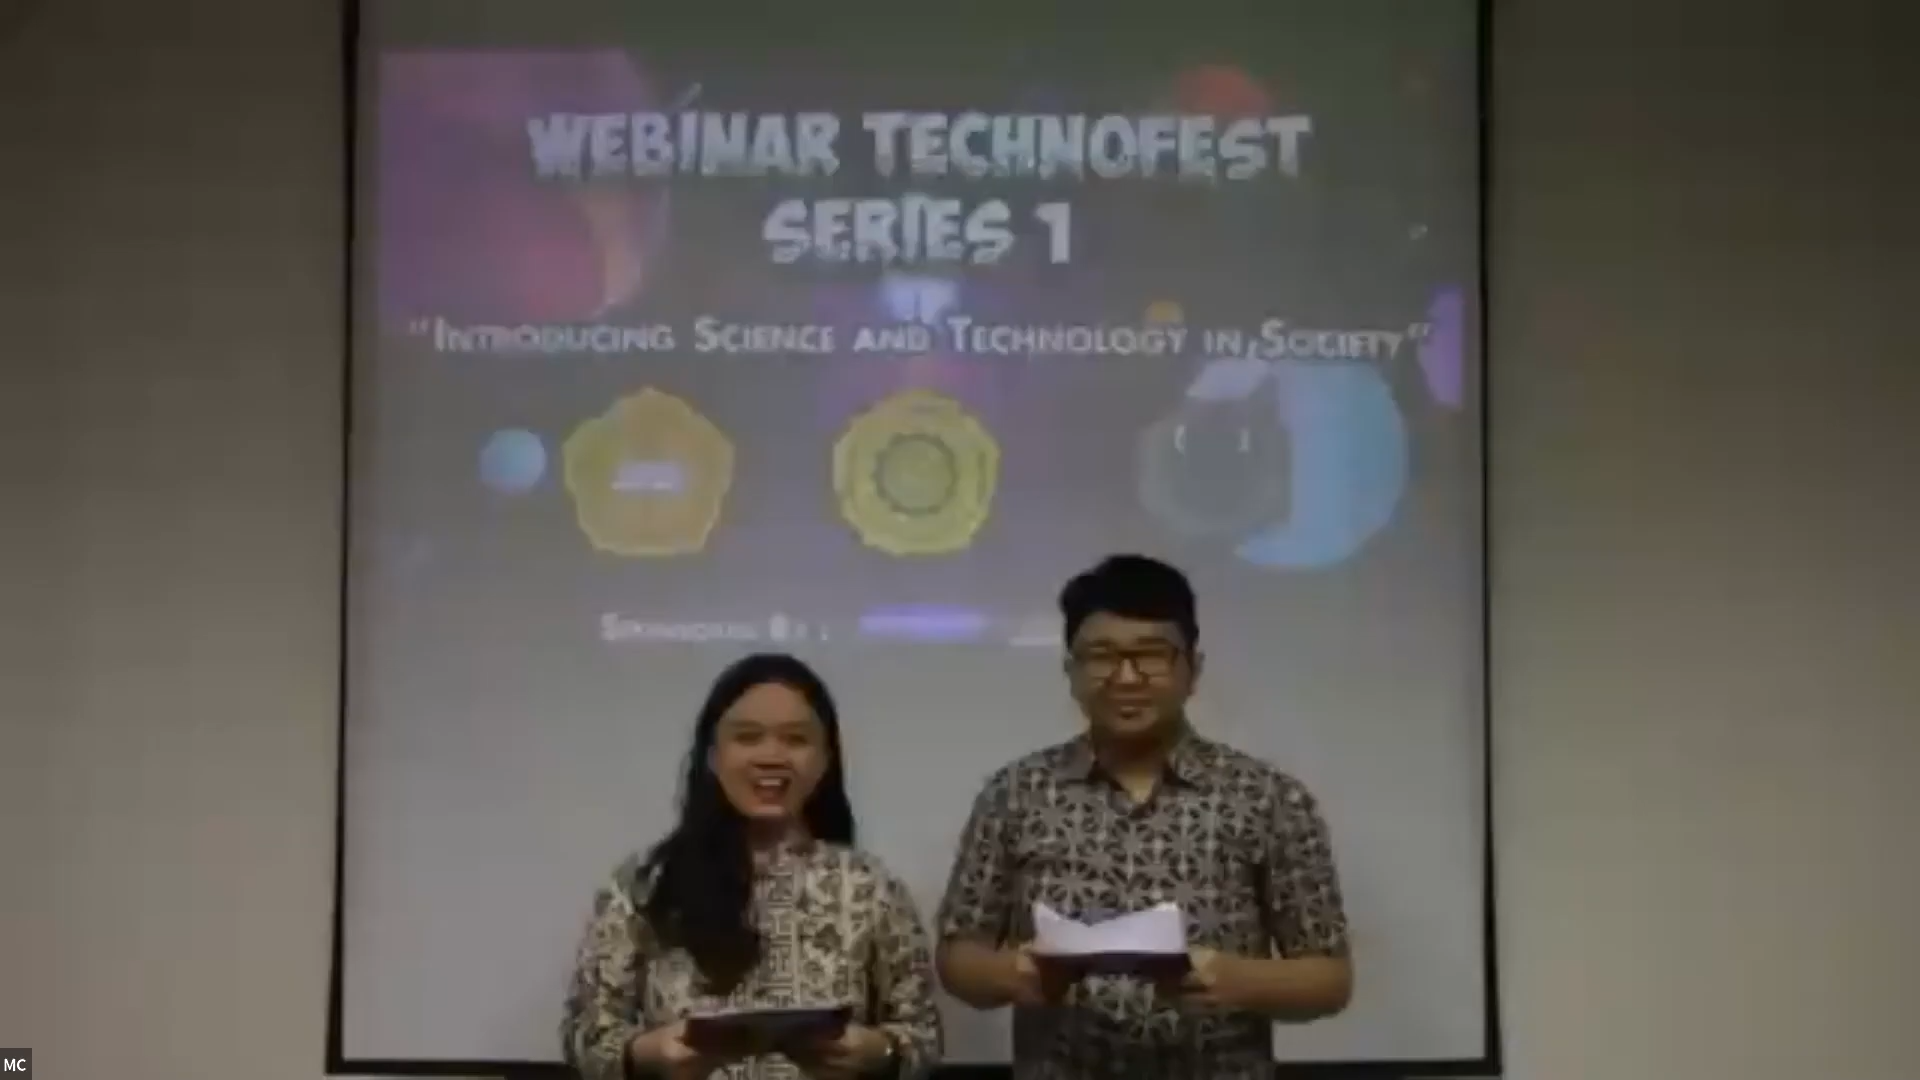 WEBINAR TECHNOFEST
SERIES 1
"INTRODUCING SCIENCE AND TECHNOLOGY IN SOCIETY"
MC